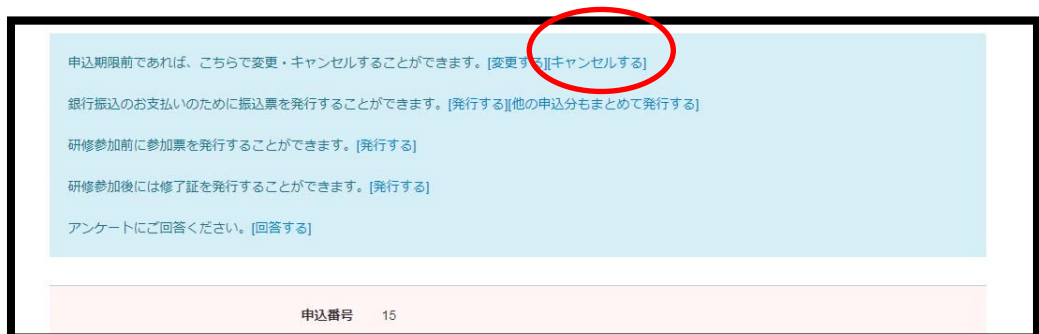 申込期限前であれば、こちらで変更・キャンセルすることができます。[変更する][キャンセルする]
銀行振込のお支払いのために振込票を発行することができます。[発行する][他の申込分もまとめて発行する]
研修参加前に参加票を発行することができます。[発行する]
研修参加後には修了証を発行することができます。[発行する]
アンケートにご回答ください。[回答する]
申込番号 15